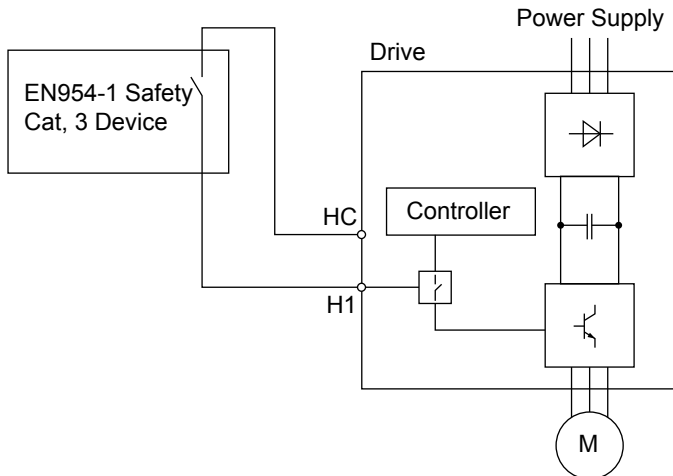 Power Supply
Drive
EN954-1 Safety
Cat, 3 Device
HC
Controller
H1
M